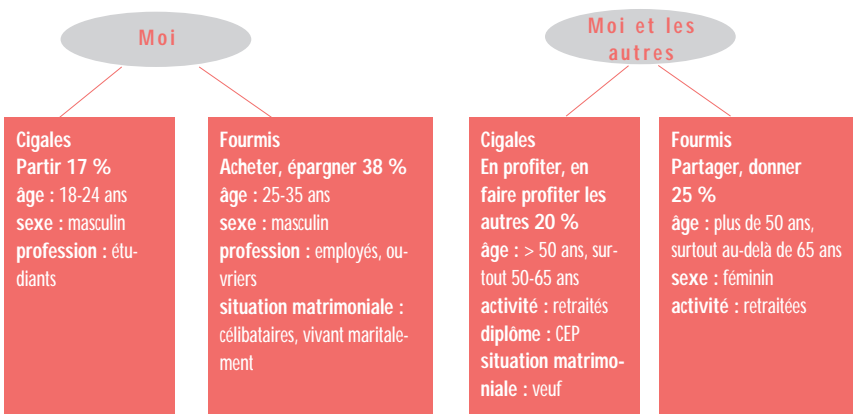 Moi
Moi et les
autres
Cigales
Partir 17 %
âge : 18-24 ans
sexe : masculin
profession : étu-
diants
Fourmis
Acheter, épargner 38 %
âge : 25-35 ans
sexe : masculin
profession : employés, ou-
vriers
situation matrimoniale :
célibataires, vivant maritale-
ment
Cigales
En profiter, en
faire profiter les
autres 20 %
âge : > 50 ans, sur-
tout 50-65 ans
activité : retraités
diplôme : CEP
situation matrimo-
niale : veuf
Fourmis
Partager, donner
25 %
âge : plus de 50 ans,
surtout au-delà de 65 ans
sexe : féminin
activité : retraitées